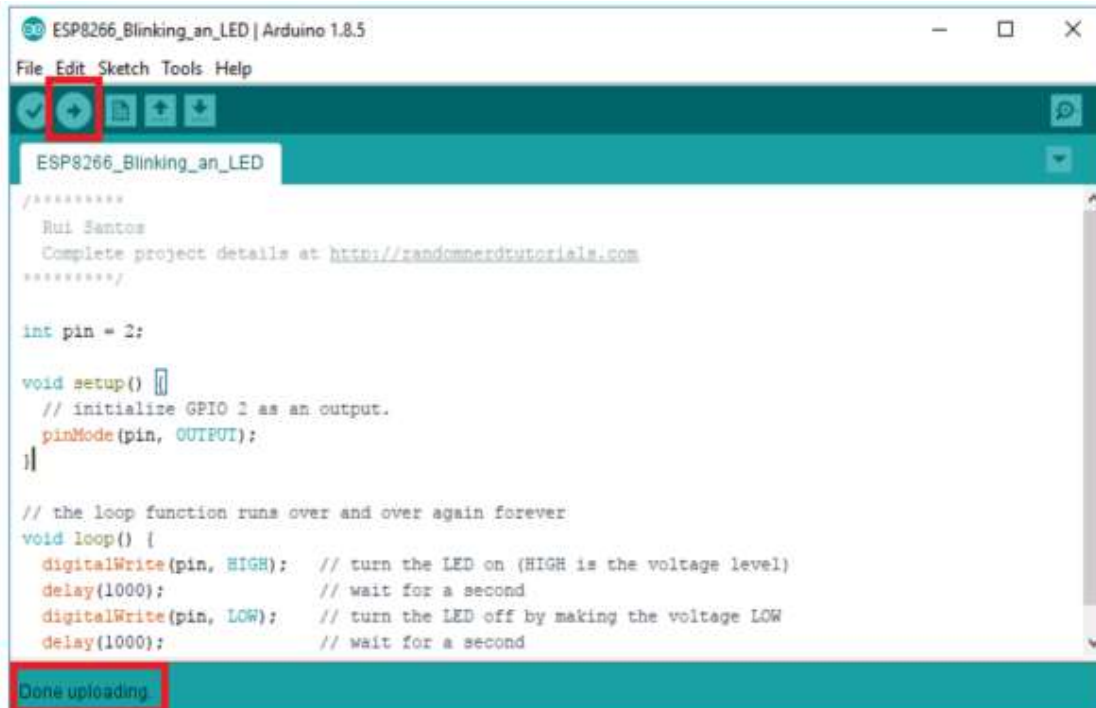 ESP8266_Blinking_an_LED | Arduino 1.8.5
File Edit Sketch Tools Help
ESP8266_Blinking_an_LED
/*********
Rui Santos
Complete project details at http://randomnerdtutorials.com
*********/
int pin = 2;
void setup() {
// initialize GPIO 2 as an output.
pinMode(pin, OUTPUT);
}
// the loop function runs over and over again forever
void loop() {
digitalWrite(pin, HIGH); // turn the LED on (HIGH is the voltage level)
delay(1000); // wait for a second
digitalWrite(pin, LOW); // turn the LED off by making the voltage LOW
delay(1000); // wait for a second
Done uploading.